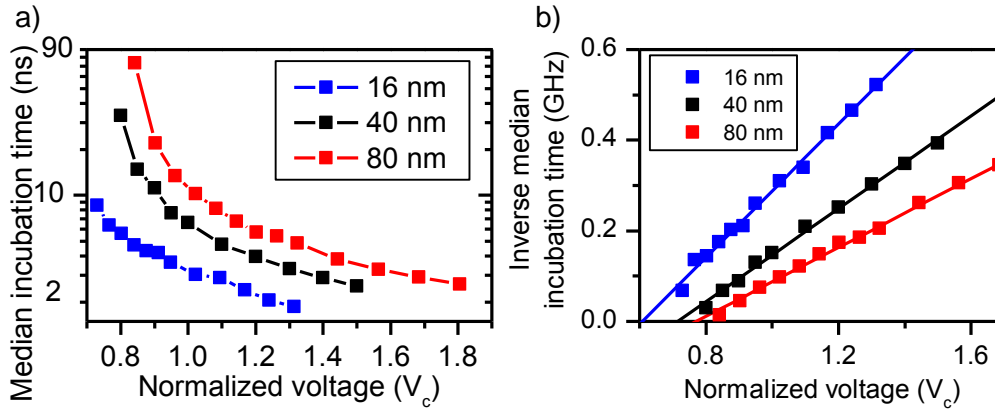 a)
Median incubation time (ns)
90
10
2
16 nm
40 nm
80 nm
0.8 1.0 1.2 1.4 1.6 1.8
Normalized voltage (Vc)
b)
Inverse median
incubation time (GHz)
0.6
0.4
0.2
0.0
16 nm
40 nm
80 nm
0.8 1.2 1.6
Normalized voltage (Vc)